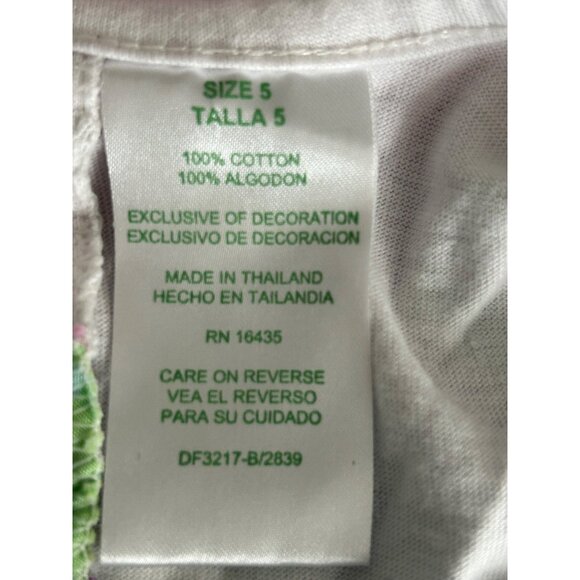 SIZE 5
TALLA 5
100% COTTON
100% ALGODON
EXCLUSIVE OF DECORATION
EXCLUSIVO DE DECORACION
MADE IN THAILAND
HECHO EN TAILANDIA
RN 16435
CARE ON REVERSE
VEA EL REVERSO
PARA SU CUIDADO
DF3217-B/2839